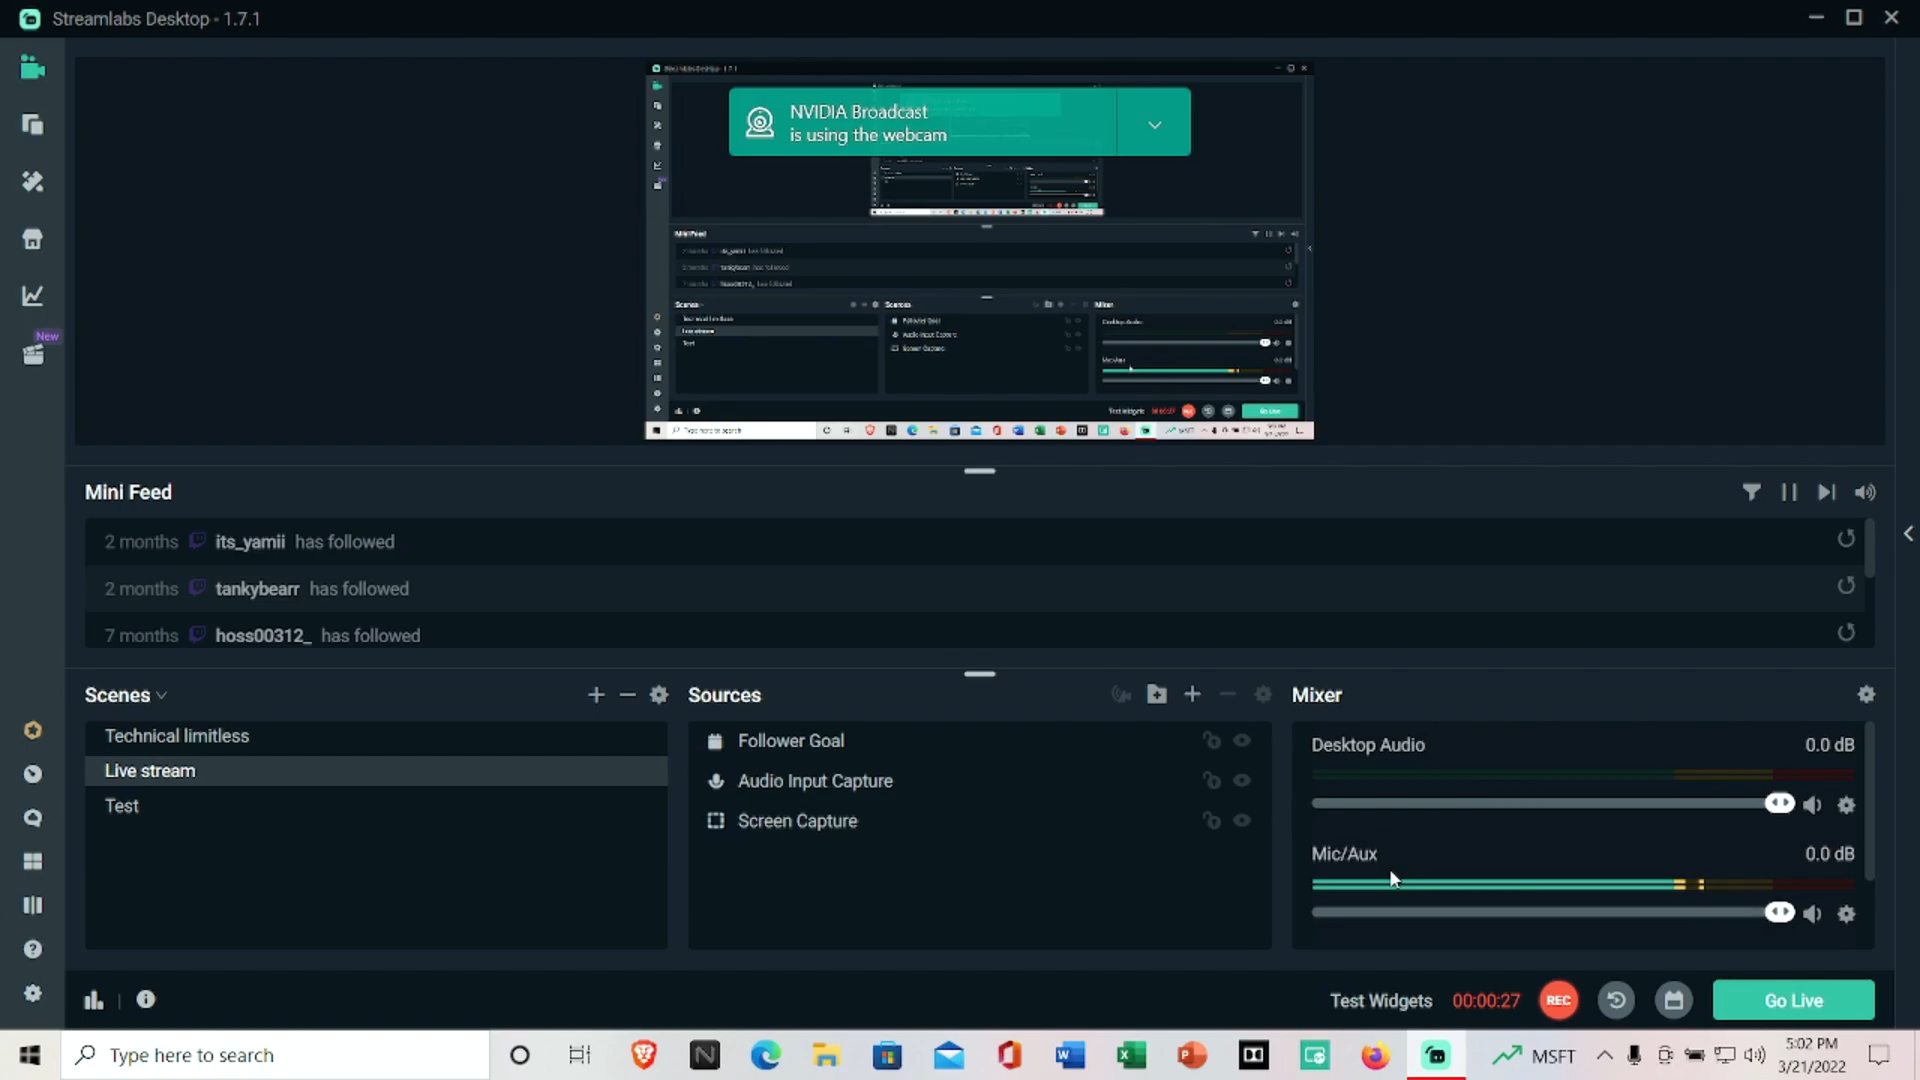 Streamlabs Desktop - 1.7.1
NVIDIA Broadcast
is using the webcam
New
Mini Feed
2 months its_yamii has followed
2 months tankybearr has followed
7 months hoss00312_ has followed
Scenes
Technical limitless
Live stream
Test
Sources
Follower Goal
Audio Input Capture
Screen Capture
Mixer
Desktop Audio 0.0 dB
Mic/Aux 0.0 dB
Test Widgets 00:00:27 REC Go Live
Type here to search
MSFT
5:02 PM
3/21/2022